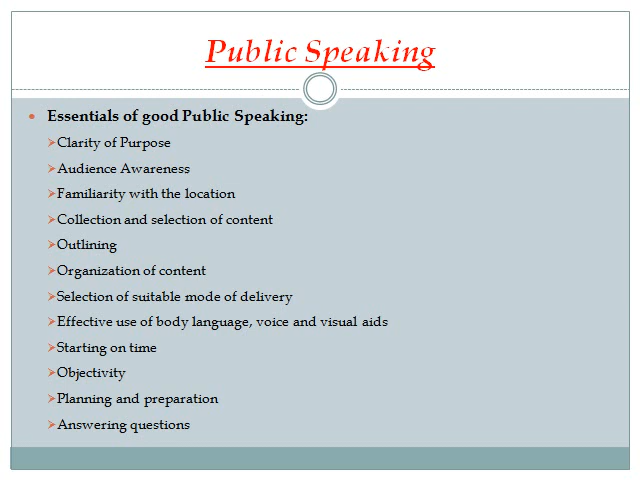 Public Speaking
Essentials of good Public Speaking:
Clarity of Purpose
Audience Awareness
Familiarity with the location
Collection and selection of content
Outlining
Organization of content
Selection of suitable mode of delivery
Effective use of body language, voice and visual aids
Starting on time
Objectivity
Planning and preparation
Answering questions